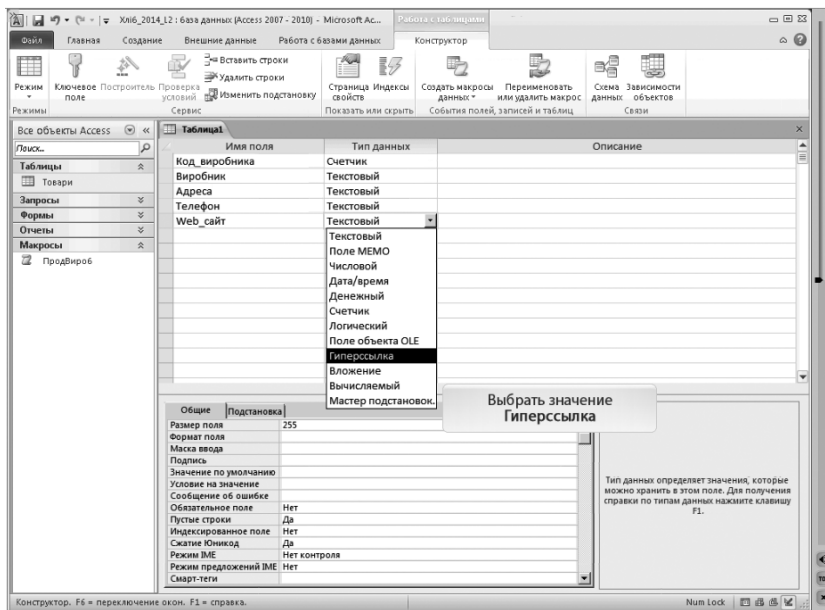 Хлі6_2014_L2 : база данных (Access 2007 - 2010) - Microsoft Ac...
Работа с таблицами
Файл Главная Создание Внешние данные Работа с базами данных Конструктор
Режим
Режимы
Ключевое поле
Построитель
Проверка условий
Вставить строки
Удалить строки
Изменить подстановку
Сервис
Страница свойств
Индексы
Показать или скрыть
Создать макросы данных
Переименовать или удалить макрос
События полей, записей и таблиц
Схема данных
Зависимости объектов
Связи
Все объекты Access
Поиск...
Таблицы
Товари
Запросы
Формы
Отчеты
Макросы
ПродВироб
Таблица1
Имя поля Тип данных Описание
Код_виробника Счетчик
Виробник Текстовый
Адреса Текстовый
Телефон Текстовый
Web_сайт Текстовый
Текстовый
Поле МЕМО
Числовой
Дата/время
Денежный
Счетчик
Логический
Поле объекта OLE
Гиперссылка
Вложение
Вычисляемый
Мастер подстановок.
Выбрать значение
Гиперссылка
Общие Подстановка
Размер поля 255
Формат поля
Маска ввода
Подпись
Значение по умолчанию
Условие на значение
Сообщение об ошибке
Обязательное поле Нет
Пустые строки Да
Индексированное поле Нет
Сжатие Юникод Да
Режим IME Нет контроля
Режим предложений IME Нет
Смарт-теги
Тип данных определяет значения, которые
можно хранить в этом поле. Для получения
справки по типам данных нажмите клавишу
F1.
Конструктор. F6 = переключение окон. F1 = справка.
Num Lock